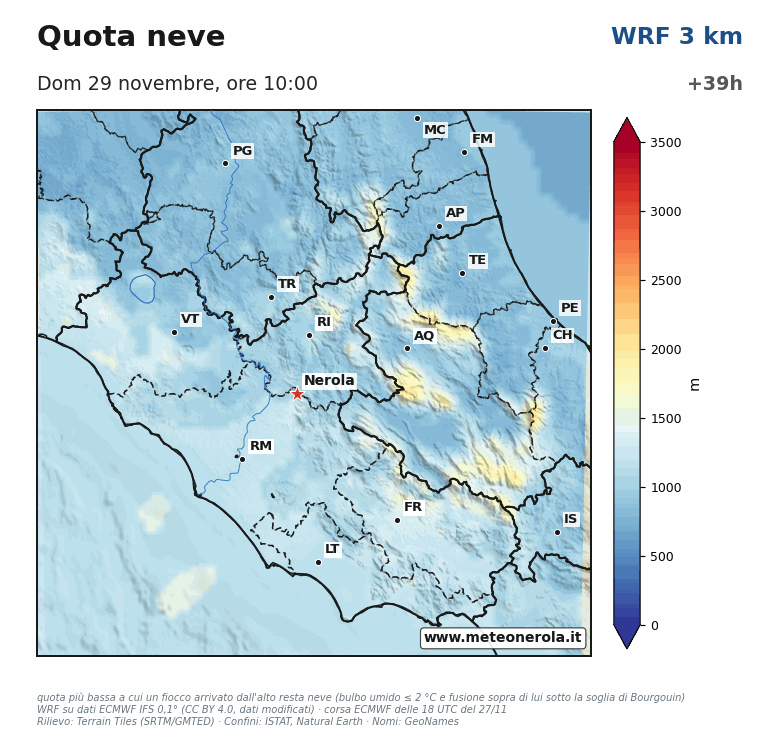 Quota neve
WRF 3 km
Dom 29 novembre, ore 10:00
+39h
MC
FM
PG
AP
TE
TR
PE
VT
RI
CH
AQ
Nerola
RM
FR
IS
LT
www.meteonerola.it
3500
3000
2500
2000
1500
1000
500
0
m
quota più bassa a cui un fiocco arrivato dall'alto resta neve (bulbo umido ≤ 2 °C e fusione sopra di lui sotto la soglia di Bourgouin)
WRF su dati ECMWF IFS 0,1° (CC BY 4.0, dati modificati) · corsa ECMWF delle 18 UTC del 27/11
Rilievo: Terrain Tiles (SRTM/GMTED) · Confini: ISTAT, Natural Earth · Nomi: GeoNames